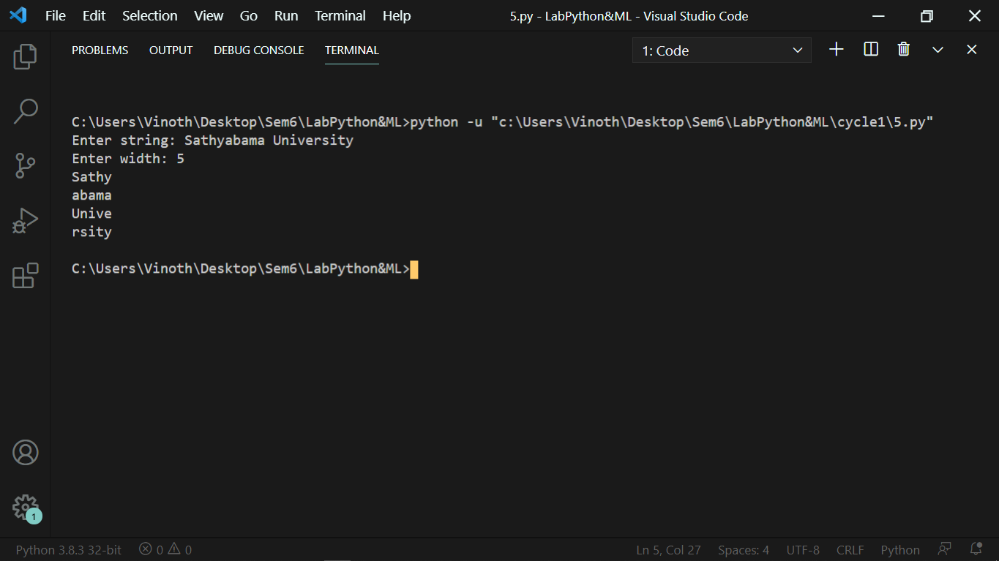 File Edit Selection View Go Run Terminal Help 5.py - LabPython&ML - Visual Studio Code
PROBLEMS OUTPUT DEBUG CONSOLE TERMINAL 1: Code
C:\Users\Vinoth\Desktop\Sem6\LabPython&ML>python -u "c:\Users\Vinoth\Desktop\Sem6\LabPython&ML\cycle1\5.py"
Enter string: Sathyabama University
Enter width: 5
Sathy
abama
Unive
rsity
C:\Users\Vinoth\Desktop\Sem6\LabPython&ML>
1
Python 3.8.3 32-bit 0 0 Ln 5, Col 27 Spaces: 4 UTF-8 CRLF Python